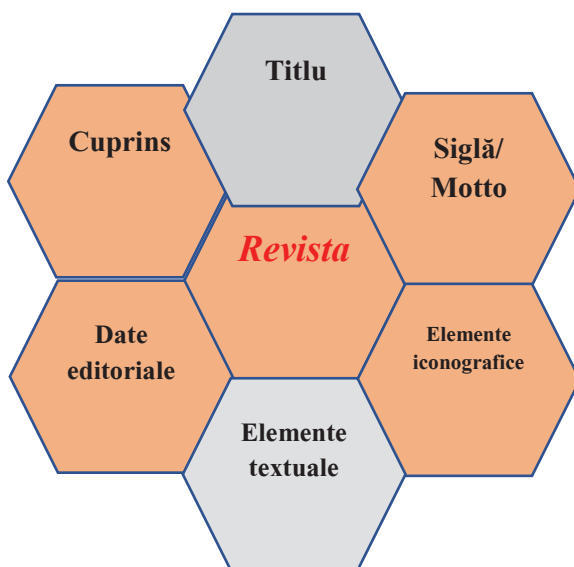 Titlu
Cuprins
Siglă/
Motto
Revista
Date
editoriale
Elemente
iconografice
Elemente
textuale